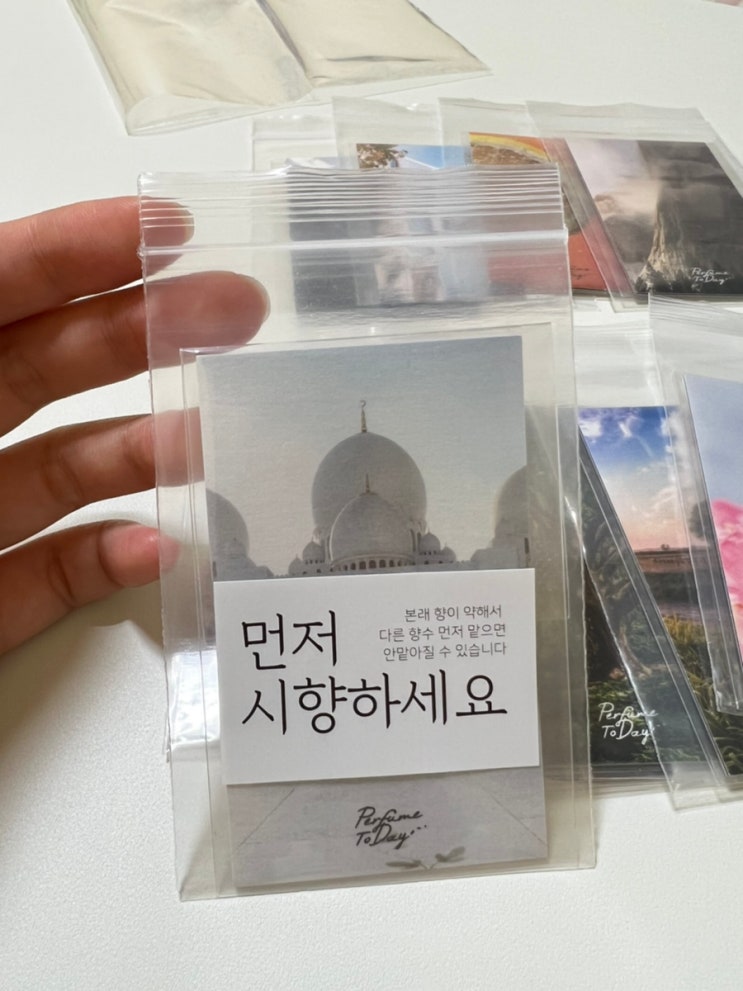 먼저
시향하세요
본래 향이 약해서
다른 향수 먼저 맡으면
안맡아질 수 있습니다
Perfume
ToDay...
Perfume
ToDay
Perfume
ToDay